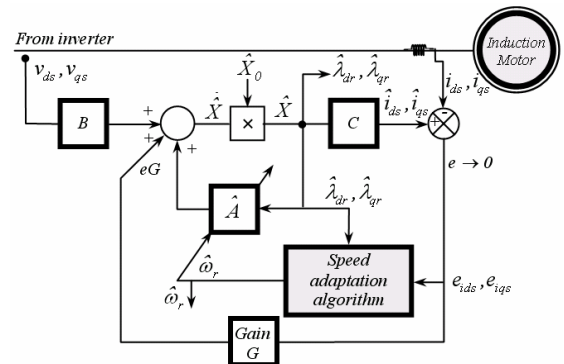 From inverter
Induction Motor
v_ds, v_qs
X̂_0
λ̂_dr, λ̂_qr
i_ds, i_qs
B
+
+
+
X̂̇
×
X̂
C
î_ds, î_qs
-
+
eG
e → 0
Â
λ̂_dr, λ̂_qr
ω̂_r
ω̂_r
Speed
adaptation
algorithm
e_ids, e_iqs
Gain
G